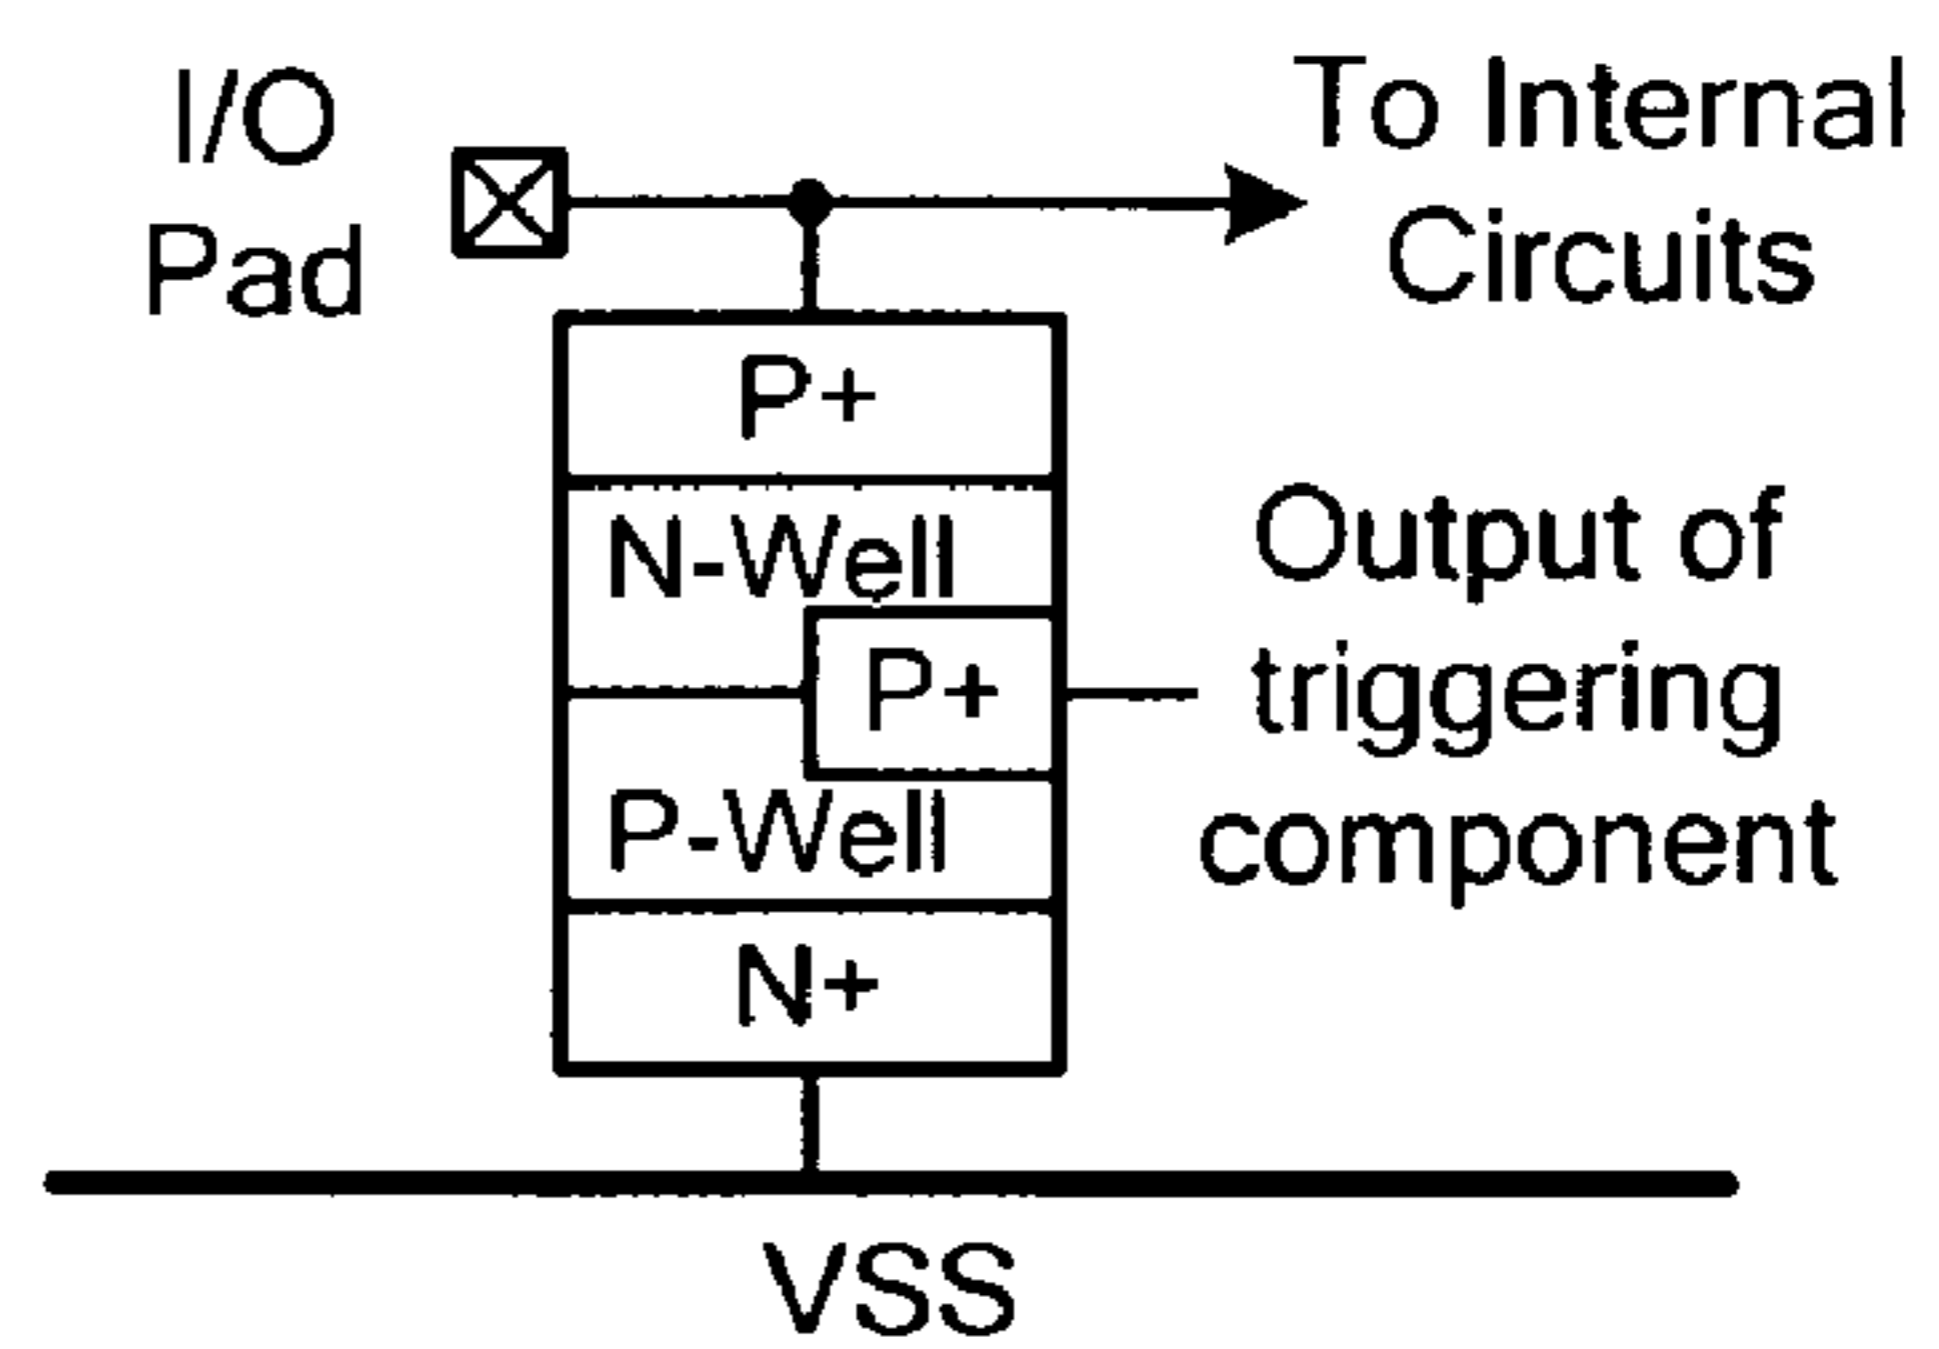 I/O
Pad
To Internal
Circuits
P+
N-Well
P+
P-Well
N+
Output of
triggering
component
VSS